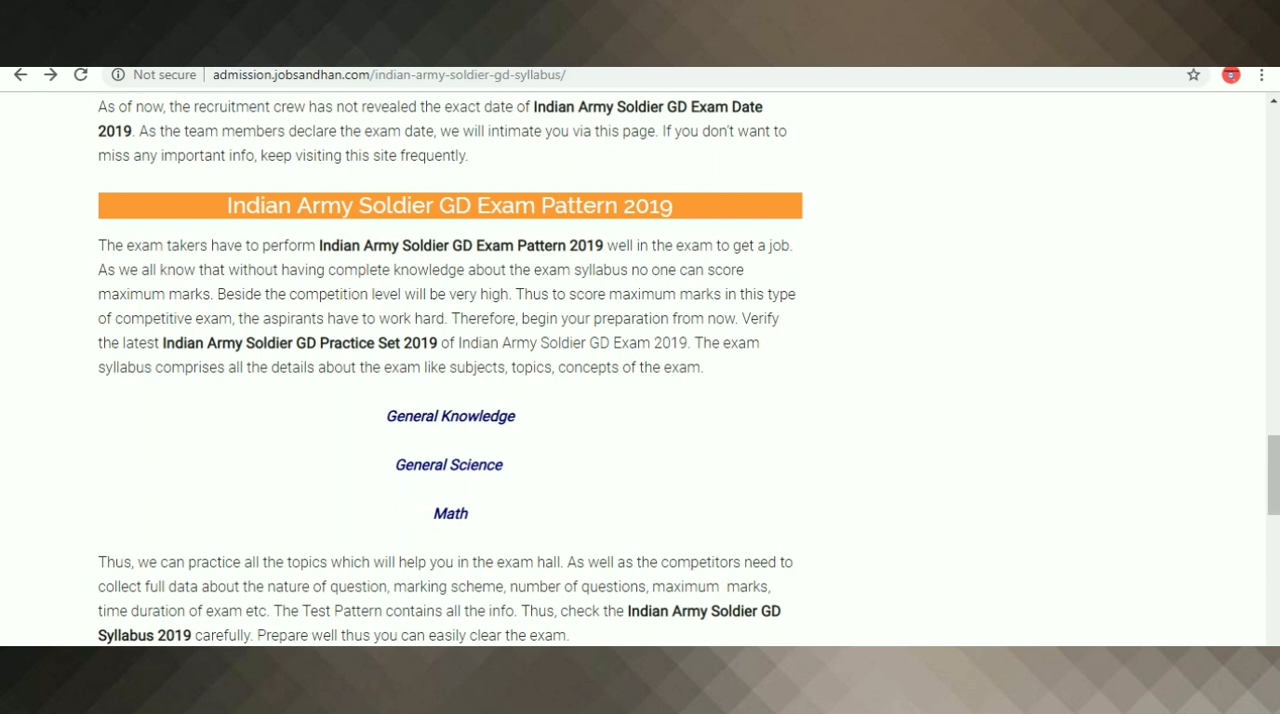 Not secure
admission.jobsandhan.com/indian-army-soldier-gd-syllabus/
As of now, the recruitment crew has not revealed the exact date of Indian Army Soldier GD Exam Date
2019. As the team members declare the exam date, we will intimate you via this page. If you don't want to
miss any important info, keep visiting this site frequently.
Indian Army Soldier GD Exam Pattern 2019
The exam takers have to perform Indian Army Soldier GD Exam Pattern 2019 well in the exam to get a job.
As we all know that without having complete knowledge about the exam syllabus no one can score
maximum marks. Beside the competition level will be very high. Thus to score maximum marks in this type
of competitive exam, the aspirants have to work hard. Therefore, begin your preparation from now. Verify
the latest Indian Army Soldier GD Practice Set 2019 of Indian Army Soldier GD Exam 2019. The exam
syllabus comprises all the details about the exam like subjects, topics, concepts of the exam.
General Knowledge
General Science
Math
Thus, we can practice all the topics which will help you in the exam hall. As well as the competitors need to
collect full data about the nature of question, marking scheme, number of questions, maximum marks,
time duration of exam etc. The Test Pattern contains all the info. Thus, check the Indian Army Soldier GD
Syllabus 2019 carefully. Prepare well thus you can easily clear the exam.